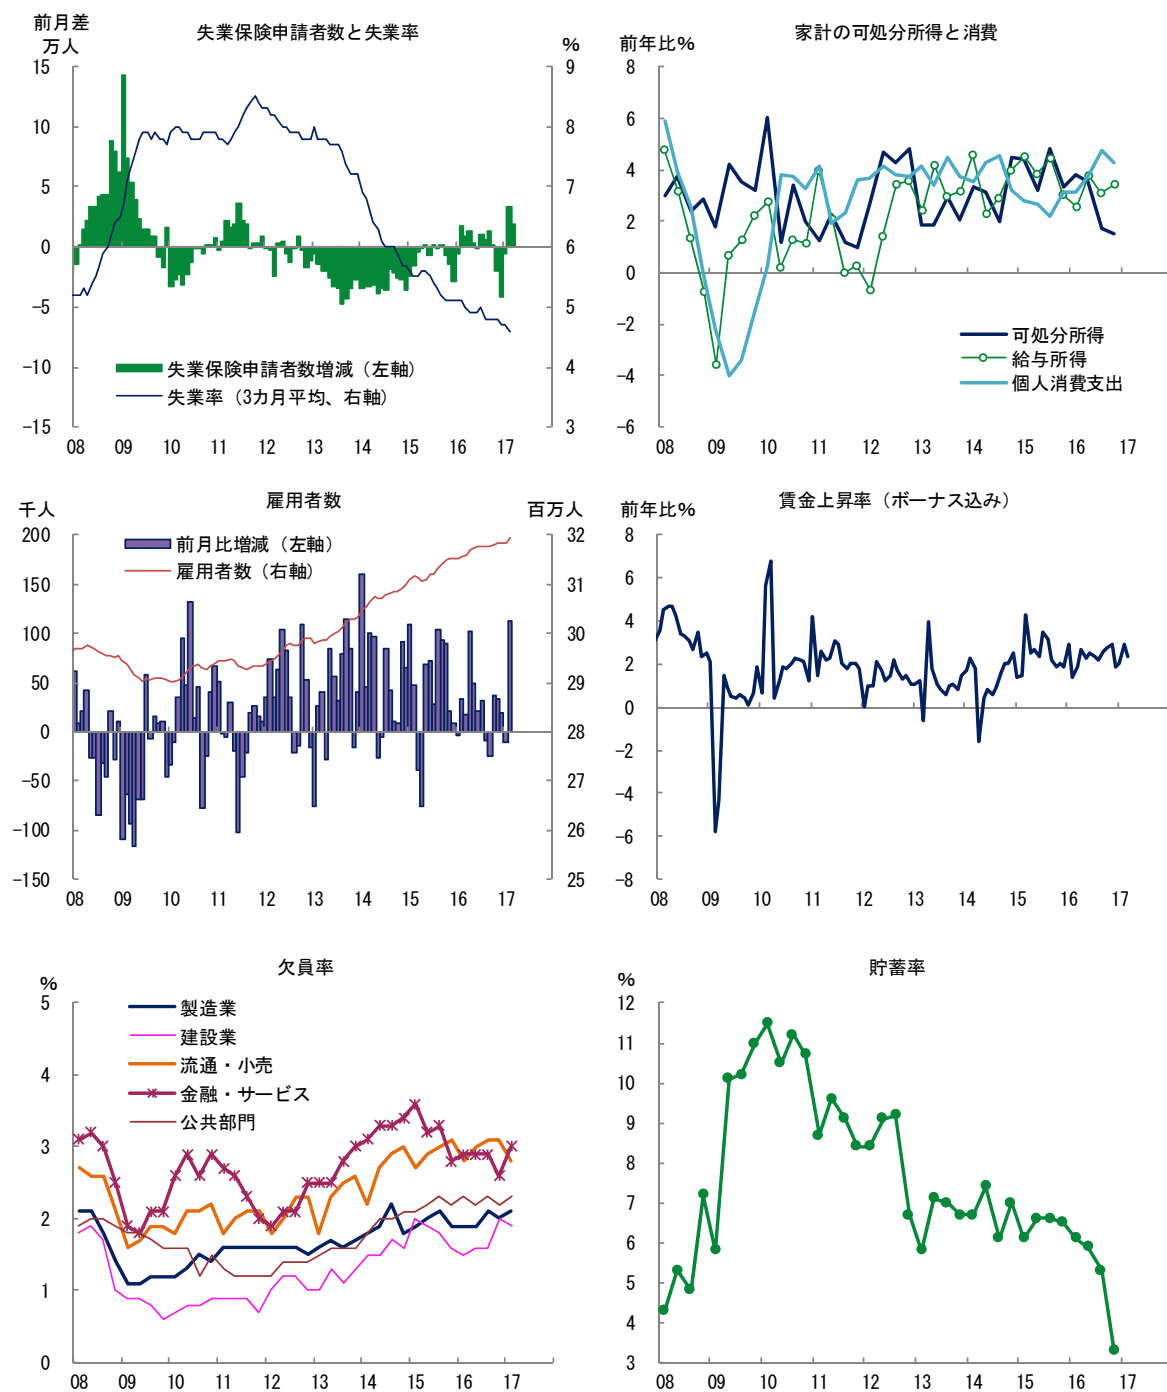 失業保険申請者数と失業率
前月差
万人
%
15
10
5
0
−5
−10
−15
9
8
7
6
5
4
3
失業保険申請者数増減（左軸）
失業率（3カ月平均、右軸）
08 09 10 11 12 13 14 15 16 17
家計の可処分所得と消費
前年比%
8
6
4
2
0
−2
−4
−6
可処分所得
給与所得
個人消費支出
08 09 10 11 12 13 14 15 16 17
雇用者数
千人
百万人
200
150
100
50
0
−50
−100
−150
32
31
30
29
28
27
26
25
前月比増減（左軸）
雇用者数（右軸）
08 09 10 11 12 13 14 15 16 17
賃金上昇率（ボーナス込み）
前年比%
8
6
4
2
0
−2
−4
−6
−8
08 09 10 11 12 13 14 15 16 17
欠員率
%
5
4
3
2
1
0
製造業
建設業
流通・小売
金融・サービス
公共部門
08 09 10 11 12 13 14 15 16 17
貯蓄率
%
12
11
10
9
8
7
6
5
4
3
08 09 10 11 12 13 14 15 16 17